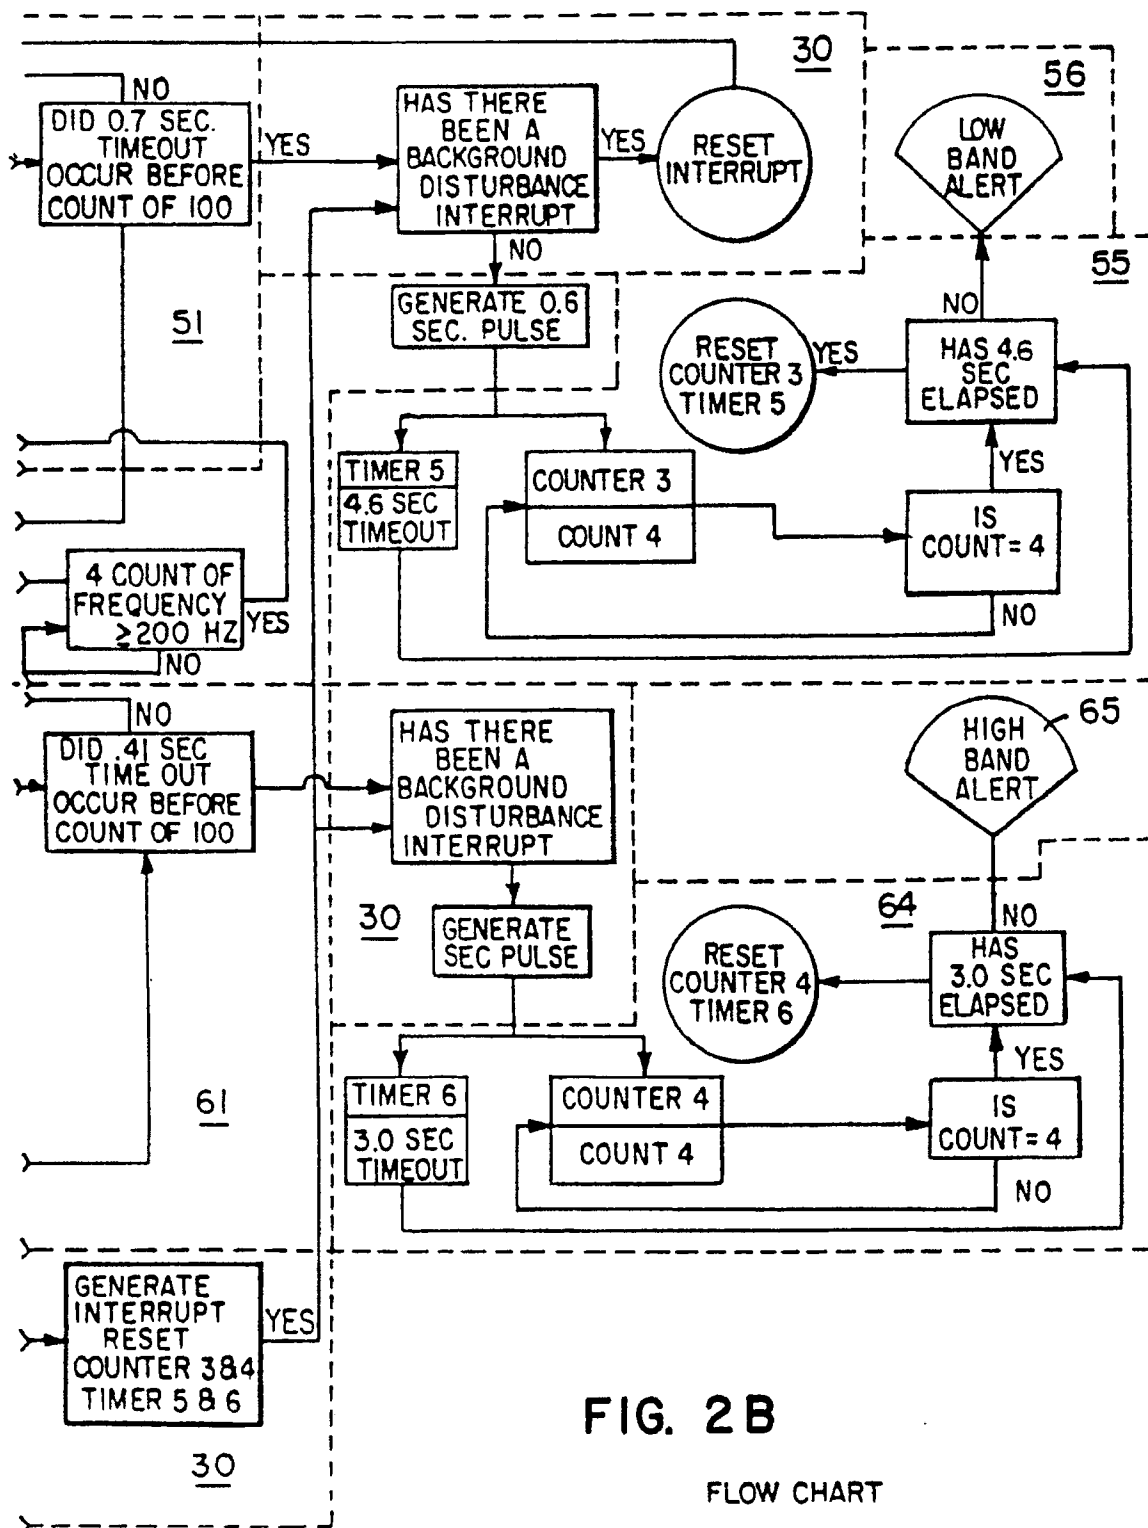 30
56
NO
DID 0.7 SEC.
TIMEOUT
OCCUR BEFORE
COUNT OF 100
YES
HAS THERE
BEEN A
BACKGROUND
DISTURBANCE
INTERRUPT
YES
RESET
INTERRUPT
LOW
BAND
ALERT
NO
55
51
GENERATE 0.6
SEC. PULSE
RESET
COUNTER 3
TIMER 5
YES
NO
HAS 4.6
SEC
ELAPSED
YES
TIMER 5
4.6 SEC
TIMEOUT
COUNTER 3
COUNT 4
IS
COUNT = 4
NO
4 COUNT OF
FREQUENCY
≥200 HZ
YES
NO
NO
DID .41 SEC
TIME OUT
OCCUR BEFORE
COUNT OF 100
HAS THERE
BEEN A
BACKGROUND
DISTURBANCE
INTERRUPT
HIGH
BAND
ALERT
65
30
GENERATE
SEC PULSE
64
RESET
COUNTER 4
TIMER 6
NO
HAS
3.0 SEC
ELAPSED
YES
61
TIMER 6
3.0 SEC
TIMEOUT
COUNTER 4
COUNT 4
IS
COUNT = 4
NO
GENERATE
INTERRUPT
RESET
COUNTER 3&4
TIMER 5 & 6
YES
30
FIG. 2B
FLOW CHART